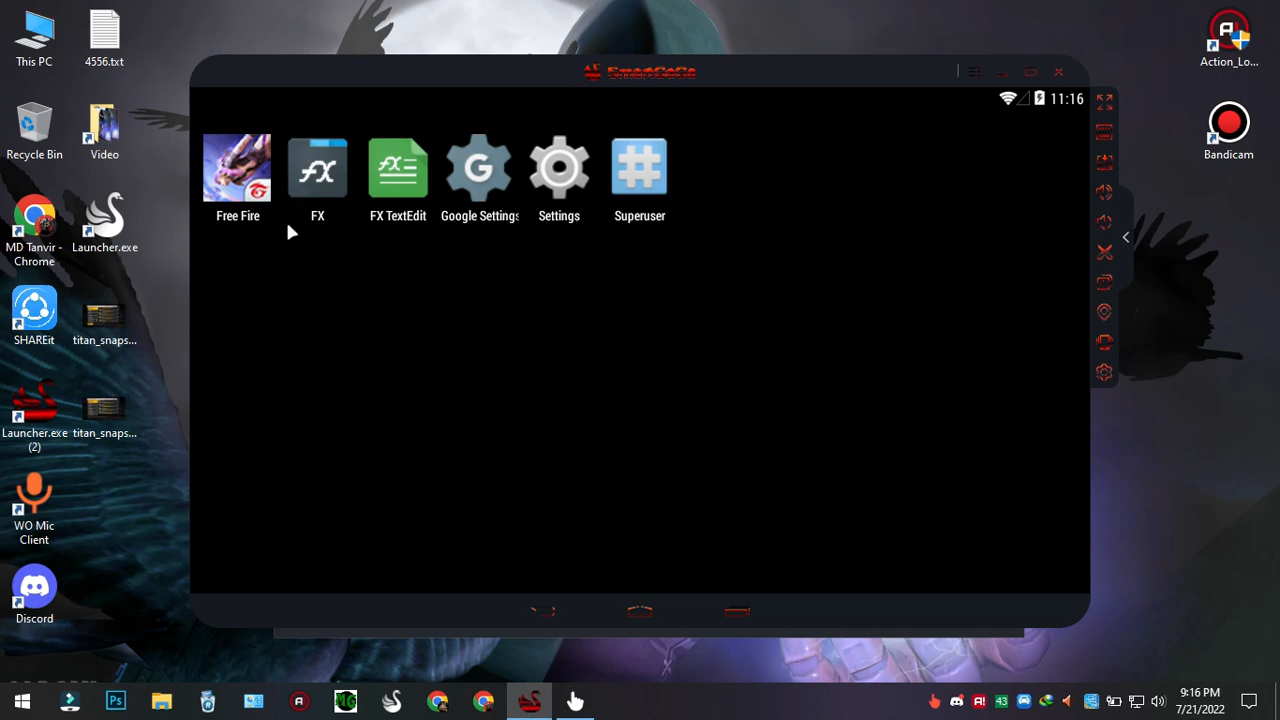 This PC
4556.txt
Recycle Bin
Video
MD Tanvir -
Chrome
Launcher.exe
SHAREit
titan_snaps...
Launcher.exe
(2)
titan_snaps...
WO Mic
Client
Discord
SmartGaGa
11:16
Free Fire
FX
FX TextEdit
Google Settings
Settings
Superuser
Action_Lo...
Bandicam
Ps
43
9:16 PM
7/21/2022